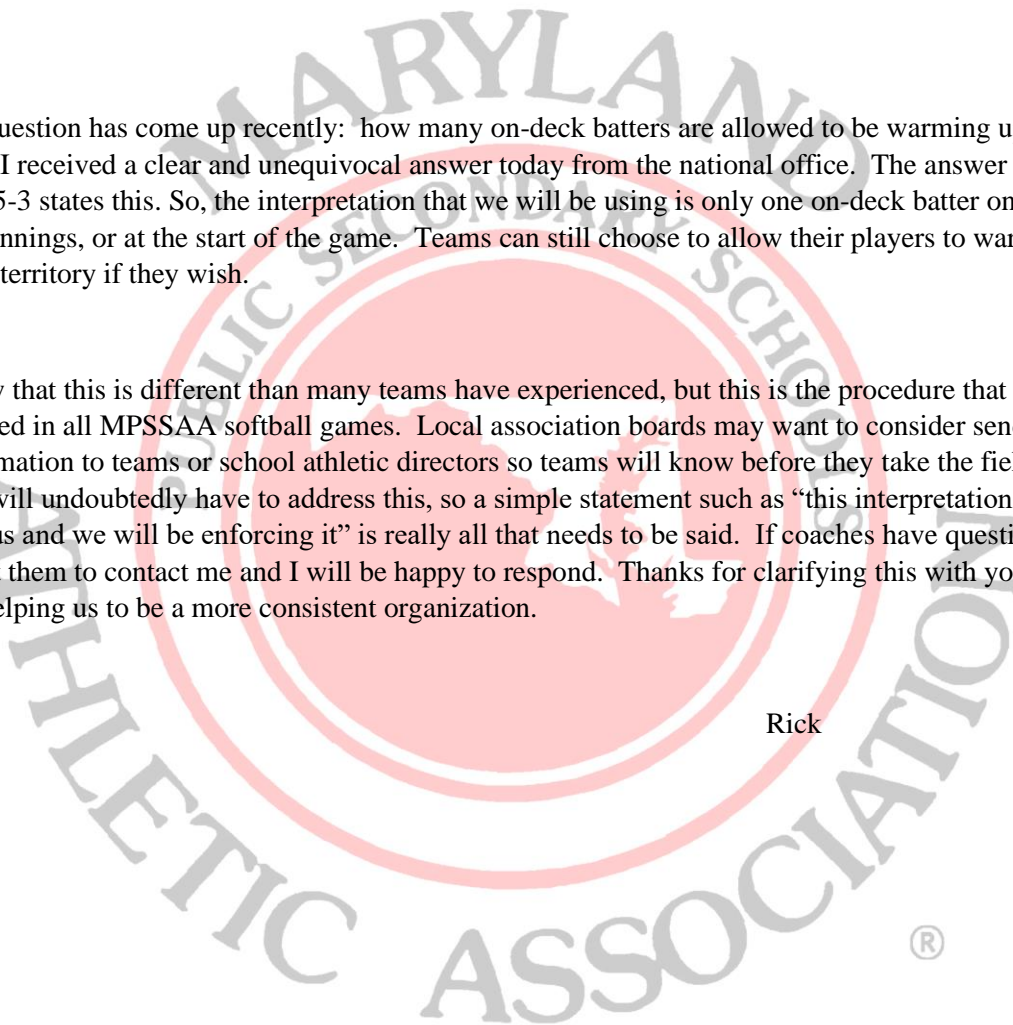 MARYLAND
PUBLIC SECONDARY SCHOOLS
ATHLETIC ASSOCIATION
®
uestion has come up recently: how many on-deck batters are allowed to be warming u
I received a clear and unequivocal answer today from the national office. The answer
5-3 states this. So, the interpretation that we will be using is only one on-deck batter on
nnings, or at the start of the game. Teams can still choose to allow their players to war
territory if they wish.
y that this is different than many teams have experienced, but this is the procedure that
ed in all MPSSAA softball games. Local association boards may want to consider sen
mation to teams or school athletic directors so teams will know before they take the fiel
will undoubtedly have to address this, so a simple statement such as “this interpretation
us and we will be enforcing it” is really all that needs to be said. If coaches have questi
t them to contact me and I will be happy to respond. Thanks for clarifying this with yo
elping us to be a more consistent organization.
Rick